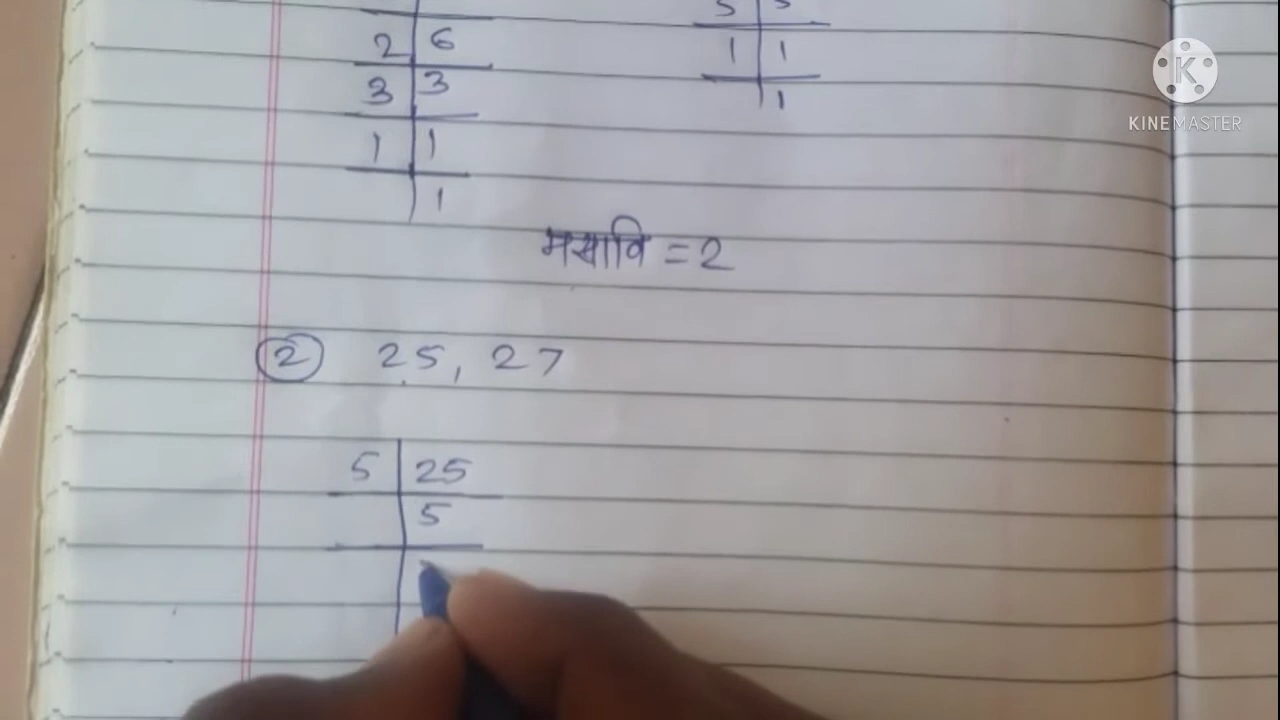 5 | 5
2 | 6
1 | 1
3 | 3
1
1 | 1
1
मसावि = 2
② 25, 27
5 | 25
5
K
KINEMASTER